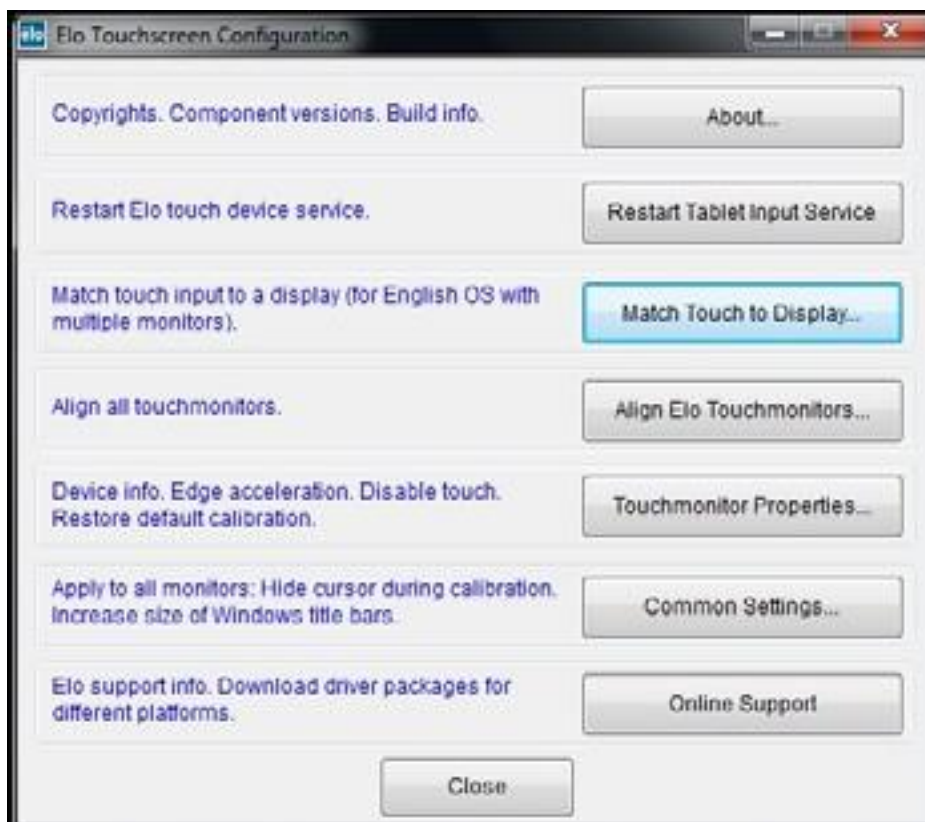 elo Elo Touchscreen Configuration
Copyrights. Component versions. Build info.
About...
Restart Elo touch device service.
Restart Tablet Input Service
Match touch input to a display (for English OS with
multiple monitors).
Match Touch to Display...
Align all touchmonitors.
Align Elo Touchmonitors...
Device info. Edge acceleration. Disable touch.
Restore default calibration.
Touchmonitor Properties...
Apply to all monitors: Hide cursor during calibration.
Increase size of Windows title bars.
Common Settings...
Elo support info. Download driver packages for
different platforms.
Online Support
Close